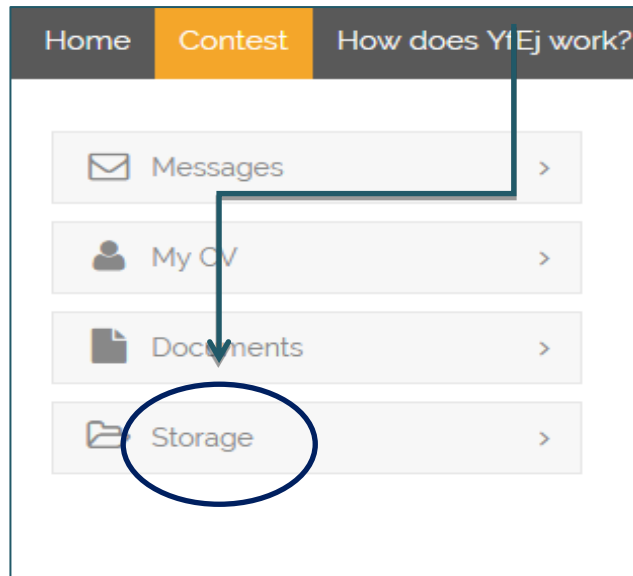 Home Contest How does YfEj work?
Messages
My CV
Documents
Storage